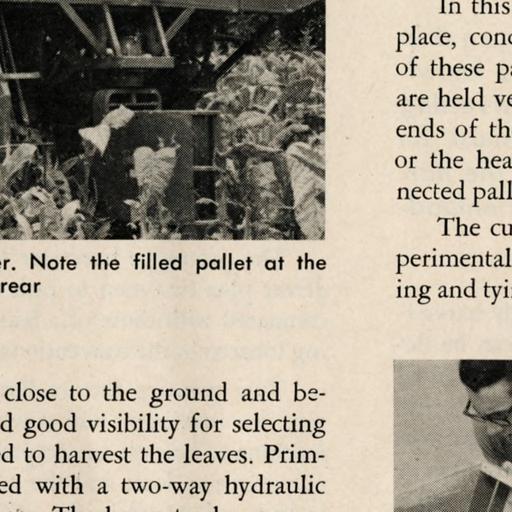 er. Note the filled pallet at the
rear
close to the ground and be-
d good visibility for selecting
d to harvest the leaves. Prim-
ed with a two-way hydraulic
In this
place, conc
of these pa
are held ve
ends of the
or the hea
nected pall
The cu
perimental
ing and tyin